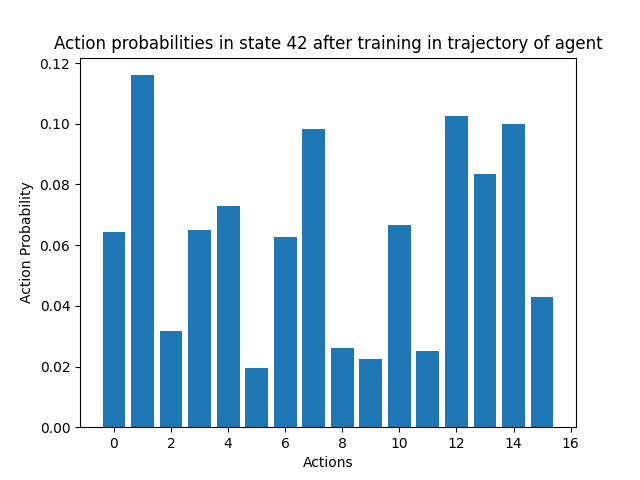 Action probabilities in state 42 after training in trajectory of agent
0.12
0.10
0.08
0.06
0.04
0.02
0.00
Action Probability
0 2 4 6 8 10 12 14 16
Actions